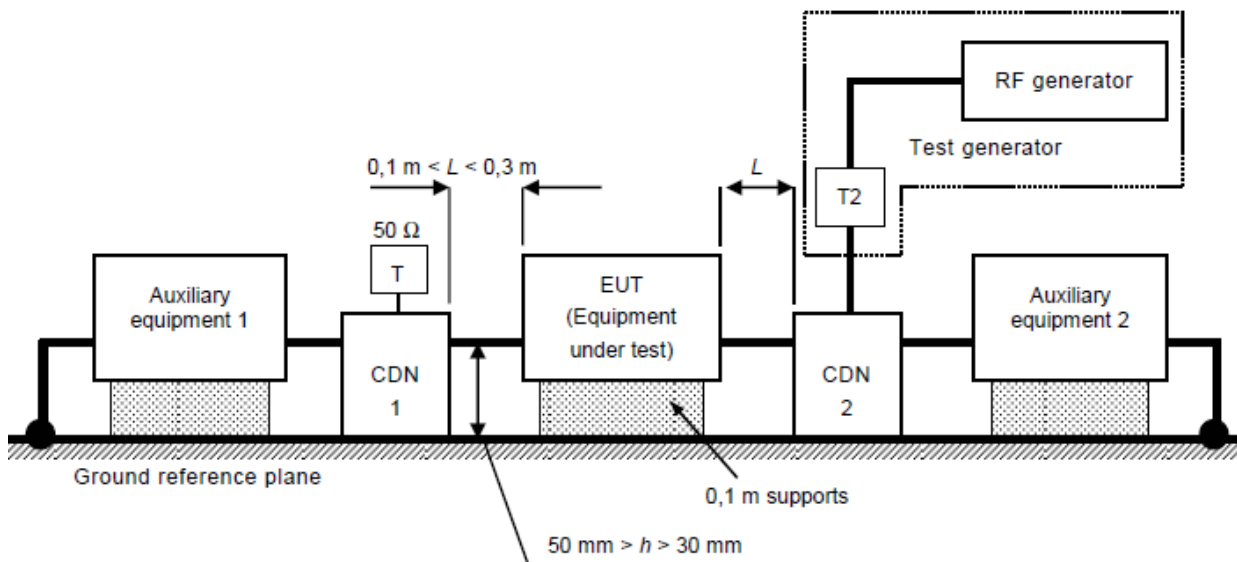 RF generator
Test generator
0,1 m < L < 0,3 m
L
T2
50 Ω
T
Auxiliary
equipment 1
EUT
(Equipment
under test)
Auxiliary
equipment 2
CDN
1
CDN
2
Ground reference plane
0,1 m supports
50 mm > h > 30 mm